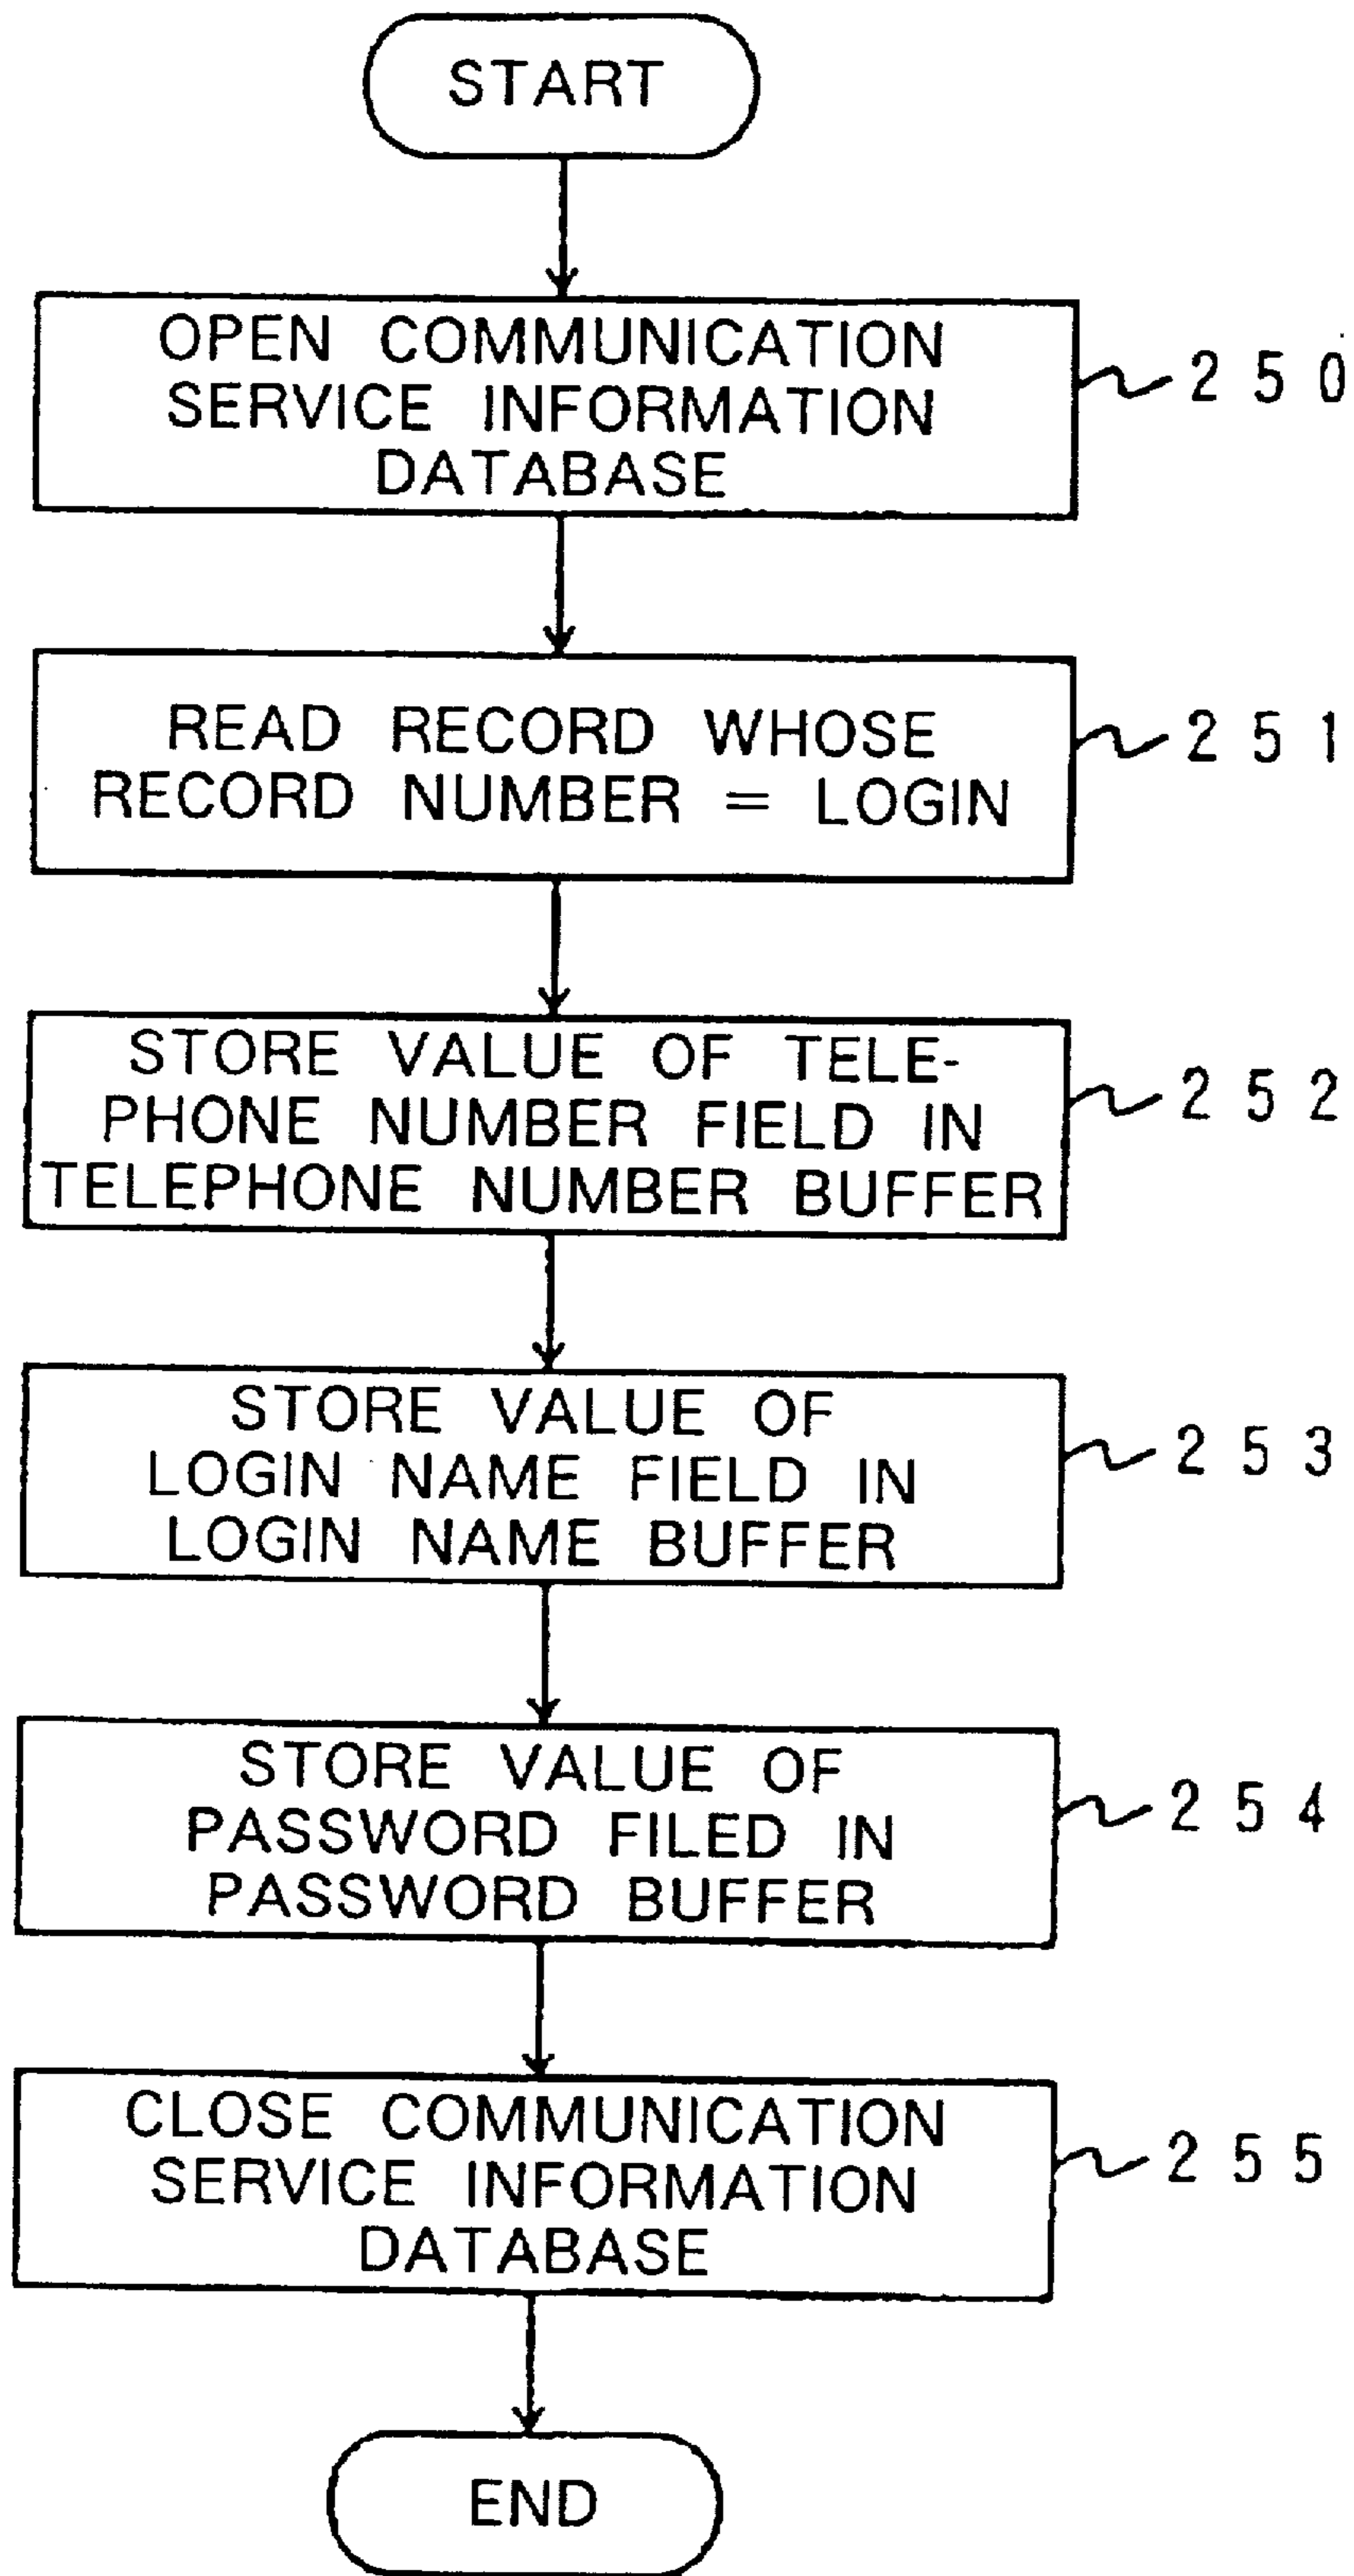 START
OPEN COMMUNICATION
SERVICE INFORMATION
DATABASE
250
READ RECORD WHOSE
RECORD NUMBER = LOGIN
251
STORE VALUE OF TELE-
PHONE NUMBER FIELD IN
TELEPHONE NUMBER BUFFER
252
STORE VALUE OF
LOGIN NAME FIELD IN
LOGIN NAME BUFFER
253
STORE VALUE OF
PASSWORD FILED IN
PASSWORD BUFFER
254
CLOSE COMMUNICATION
SERVICE INFORMATION
DATABASE
255
END